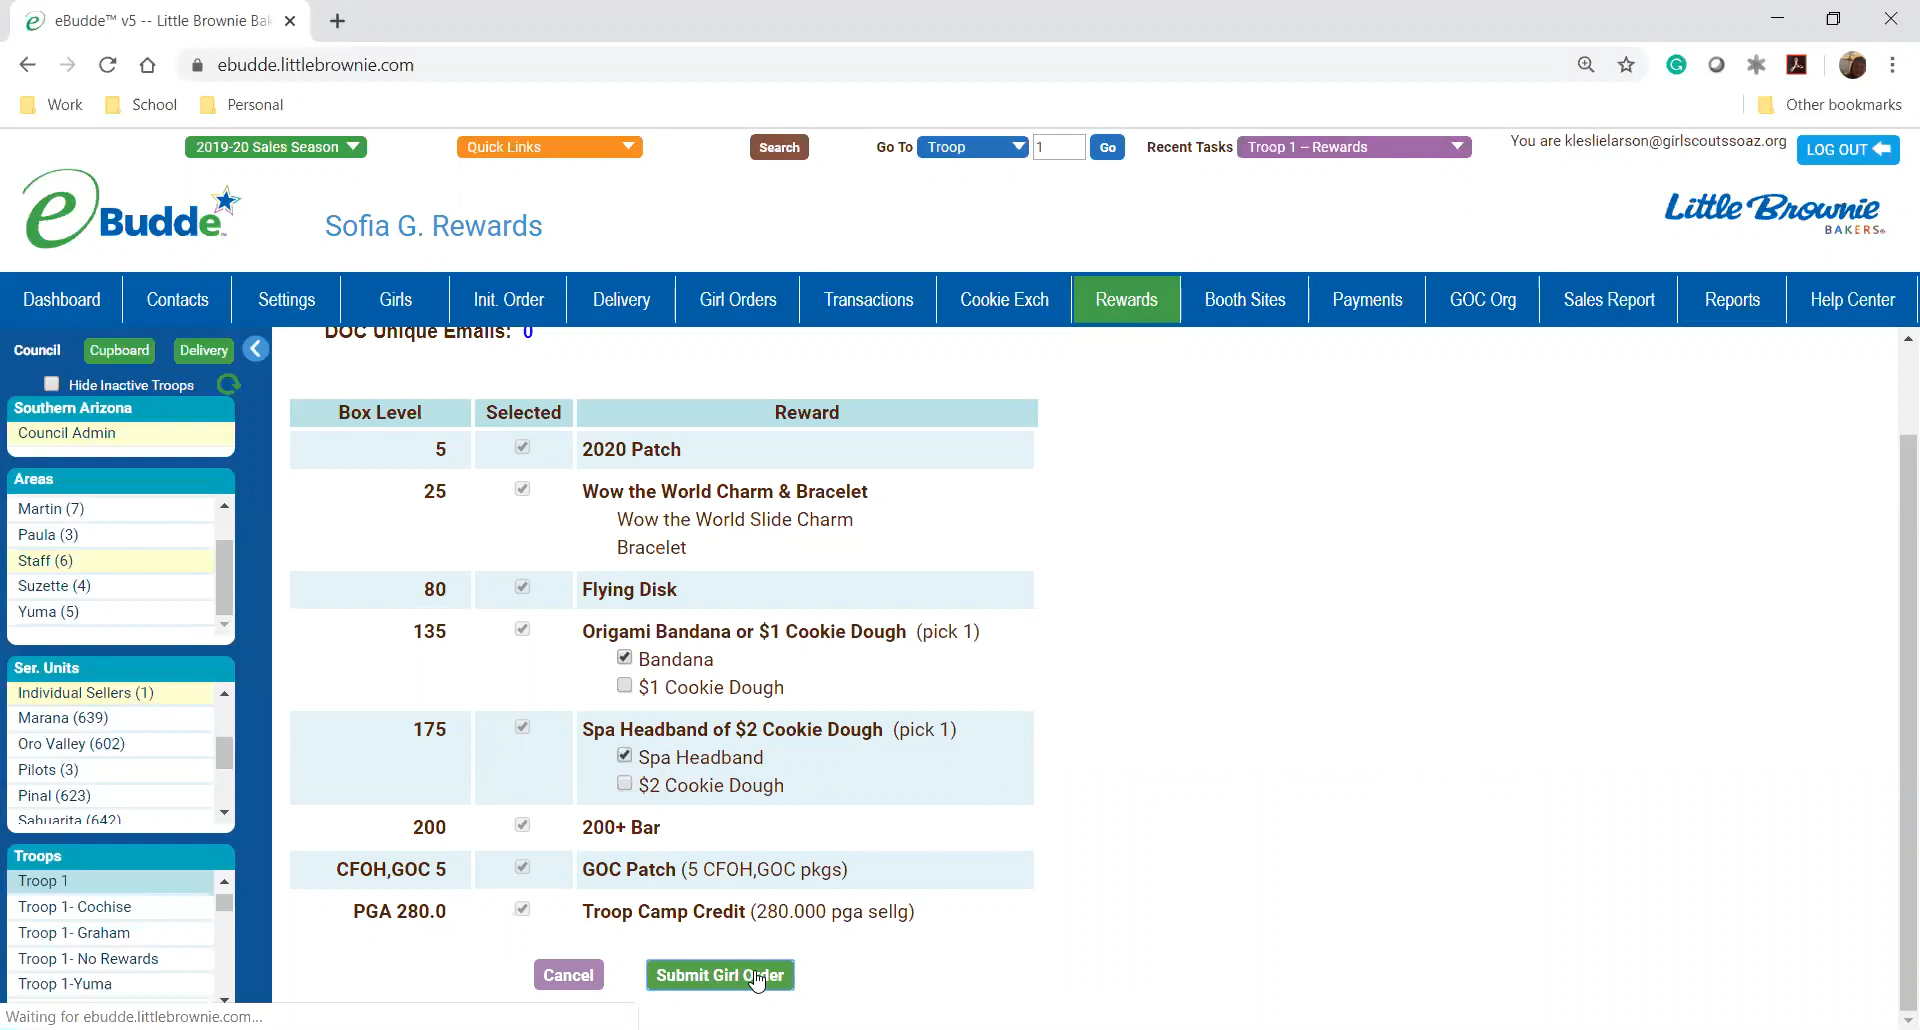 eBudde™ v5 -- Little Brownie Bak
ebudde.littlebrownie.com
Work School Personal Other bookmarks
2019-20 Sales Season Quick Links Search Go To Troop 1 Go Recent Tasks Troop 1 – Rewards You are kleslielarson@girlscoutssoaz.org LOG OUT
eBudde™
Sofia G. Rewards
Little Brownie
BAKERS®
Dashboard Contacts Settings Girls Init. Order Delivery Girl Orders Transactions Cookie Exch Rewards Booth Sites Payments GOC Org Sales Report Reports Help Center
Council Cupboard Delivery
Hide Inactive Troops
Southern Arizona
Council Admin
Areas
Martin (7)
Paula (3)
Staff (6)
Suzette (4)
Yuma (5)
Ser. Units
Individual Sellers (1)
Marana (639)
Oro Valley (602)
Pilots (3)
Pinal (623)
Sahuarita (642)
Troops
Troop 1
Troop 1- Cochise
Troop 1- Graham
Troop 1- No Rewards
Troop 1-Yuma
DOC Unique Emails: 0
Box Level Selected Reward
5 2020 Patch
25 Wow the World Charm & Bracelet
Wow the World Slide Charm
Bracelet
80 Flying Disk
135 Origami Bandana or $1 Cookie Dough (pick 1)
Bandana
$1 Cookie Dough
175 Spa Headband of $2 Cookie Dough (pick 1)
Spa Headband
$2 Cookie Dough
200 200+ Bar
CFOH,GOC 5 GOC Patch (5 CFOH,GOC pkgs)
PGA 280.0 Troop Camp Credit (280.000 pga sellg)
Cancel Submit Girl Order
Waiting for ebudde.littlebrownie.com...